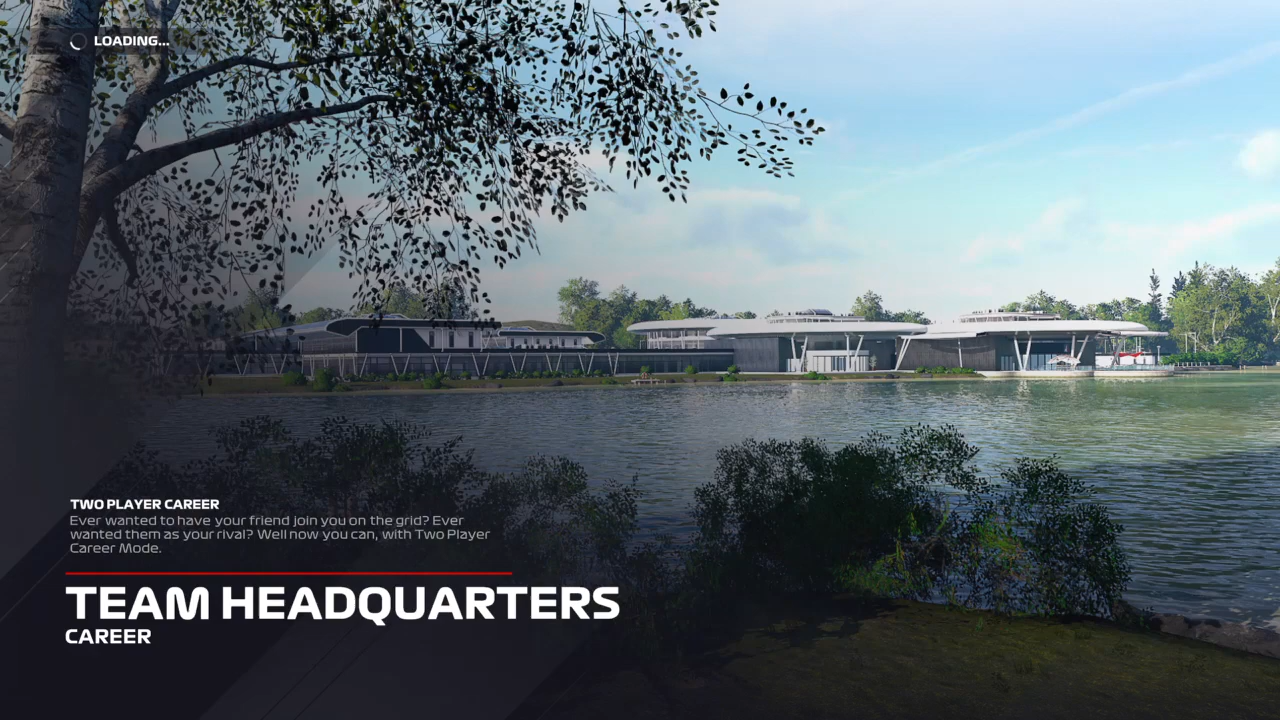 LOADING...
TWO PLAYER CAREER
Ever wanted to have your friend join you on the grid? Ever
wanted them as your rival? Well now you can, with Two Player
Career Mode.
TEAM HEADQUARTERS
CAREER